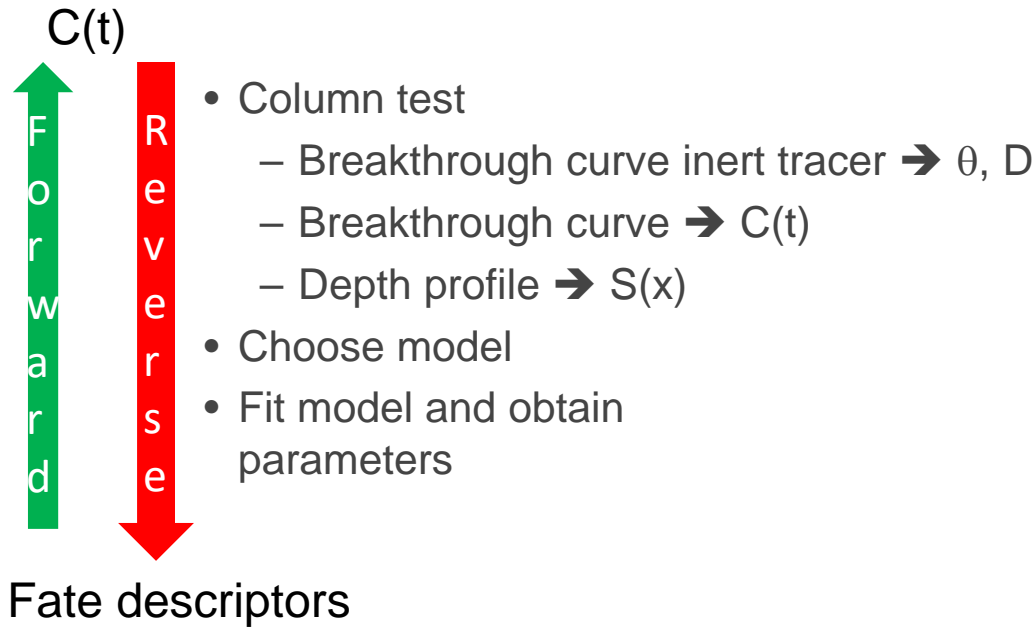 C(t)
Forward
Reverse
• Column test
– Breakthrough curve inert tracer ➔ θ, D
– Breakthrough curve ➔ C(t)
– Depth profile ➔ S(x)
• Choose model
• Fit model and obtain
parameters
Fate descriptors